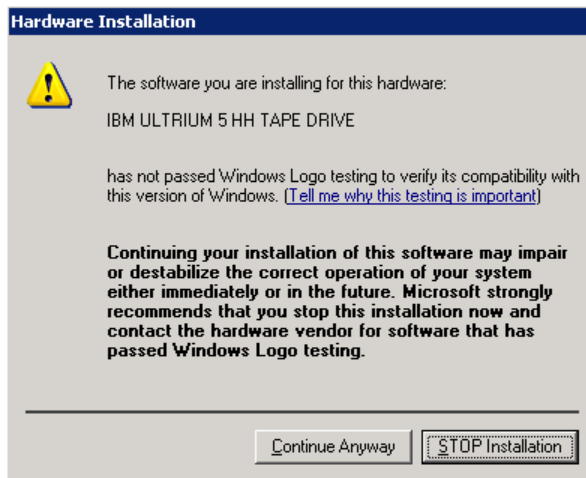 Hardware Installation
The software you are installing for this hardware:
IBM ULTRIUM 5 HH TAPE DRIVE
has not passed Windows Logo testing to verify its compatibility with
this version of Windows. (Tell me why this testing is important)
Continuing your installation of this software may impair
or destabilize the correct operation of your system
either immediately or in the future. Microsoft strongly
recommends that you stop this installation now and
contact the hardware vendor for software that has
passed Windows Logo testing.
Continue Anyway
STOP Installation